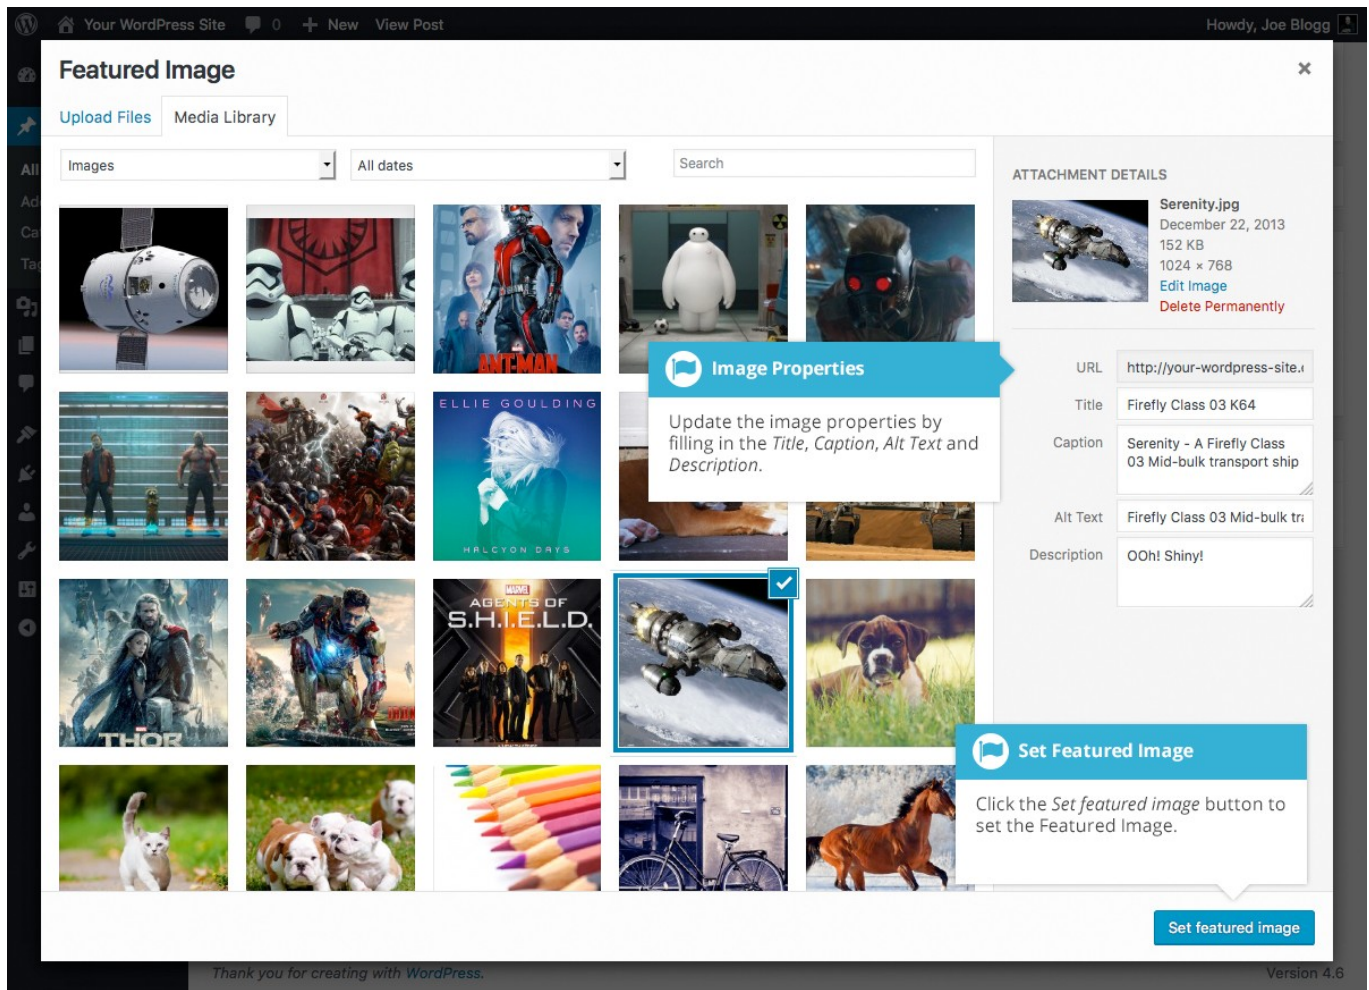 Your WordPress Site 0 New View Post
Howdy, Joe Blogg
Featured Image
Upload Files Media Library
Images
All dates
Search
All
Ad
Ca
Tag
ATTACHMENT DETAILS
Serenity.jpg
December 22, 2013
152 KB
1024 × 768
Edit Image
Delete Permanently
ANT-MAN
Image Properties
Update the image properties by
filling in the Title, Caption, Alt Text and
Description.
URL http://your-wordpress-site.c
Title Firefly Class 03 K64
Caption Serenity - A Firefly Class
03 Mid-bulk transport ship
Alt Text Firefly Class 03 Mid-bulk tra
Description OOh! Shiny!
ELLIE GOULDING
HALCYON DAYS
THOR
MARVEL
AGENTS OF
S.H.I.E.L.D.
Set Featured Image
Click the Set featured image button to
set the Featured Image.
Set featured image
Thank you for creating with WordPress.
Version 4.6